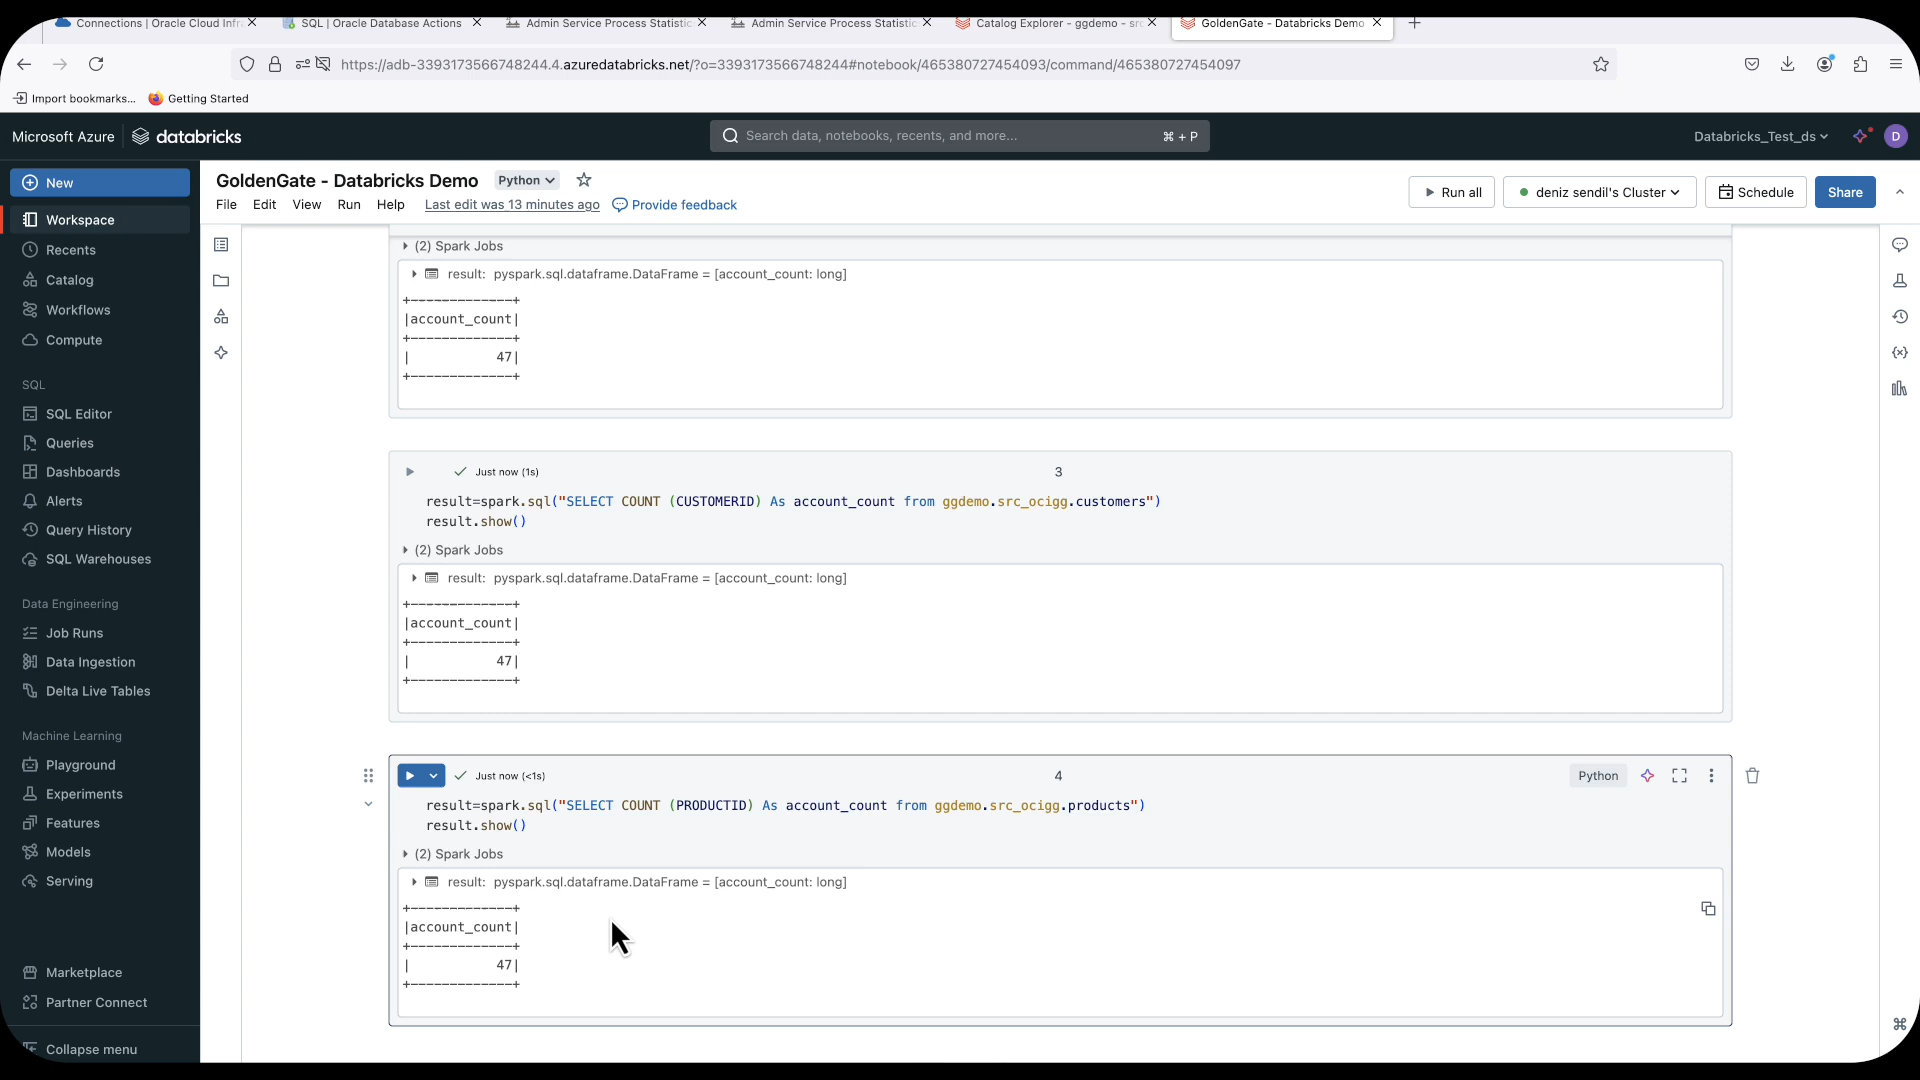 Connections | Oracle Cloud Infra
SQL | Oracle Database Actions
Admin Service Process Statistic
Admin Service Process Statistic
Catalog Explorer - ggdemo - src
GoldenGate - Databricks Demo
https://adb-3393173566748244.4.azuredatabricks.net/?o=3393173566748244#notebook/465380727454093/command/465380727454097
Import bookmarks...
Getting Started
Microsoft Azure
databricks
Search data, notebooks, recents, and more...
⌘ + P
Databricks_Test_ds
D
New
Workspace
Recents
Catalog
Workflows
Compute
SQL
SQL Editor
Queries
Dashboards
Alerts
Query History
SQL Warehouses
Data Engineering
Job Runs
Data Ingestion
Delta Live Tables
Machine Learning
Playground
Experiments
Features
Models
Serving
Marketplace
Partner Connect
Collapse menu
GoldenGate - Databricks Demo
Python
File Edit View Run Help
Last edit was 13 minutes ago
Provide feedback
Run all
deniz sendil's Cluster
Schedule
Share
(2) Spark Jobs
result: pyspark.sql.dataframe.DataFrame = [account_count: long]
+-------------+
|account_count|
+-------------+
|           47|
+-------------+
Just now (1s)
3
result=spark.sql("SELECT COUNT (CUSTOMERID) As account_count from ggdemo.src_ocigg.customers")
result.show()
(2) Spark Jobs
result: pyspark.sql.dataframe.DataFrame = [account_count: long]
+-------------+
|account_count|
+-------------+
|           47|
+-------------+
Just now (<1s)
4
Python
result=spark.sql("SELECT COUNT (PRODUCTID) As account_count from ggdemo.src_ocigg.products")
result.show()
(2) Spark Jobs
result: pyspark.sql.dataframe.DataFrame = [account_count: long]
+-------------+
|account_count|
+-------------+
|           47|
+-------------+